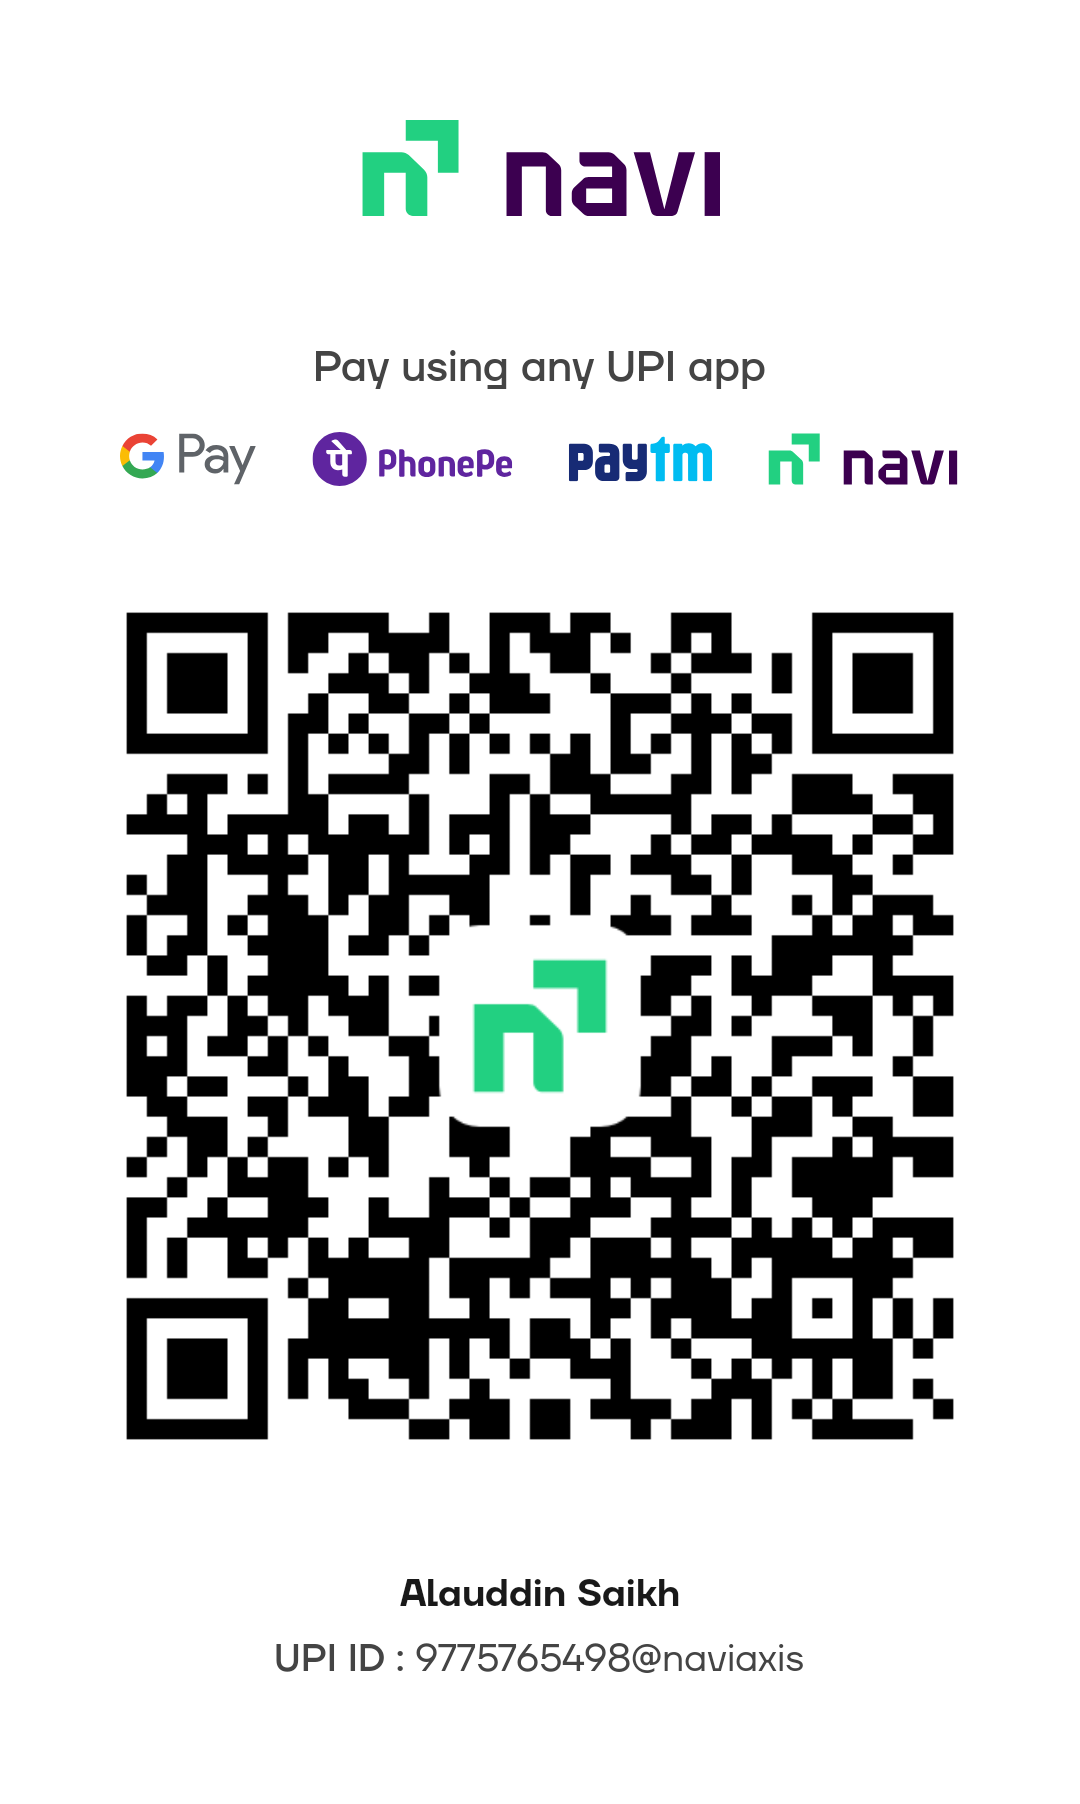 navi
Pay using any UPI app
G Pay पे PhonePe paytm navi
Alauddin Saikh
UPI ID : 9775765498@naviaxis